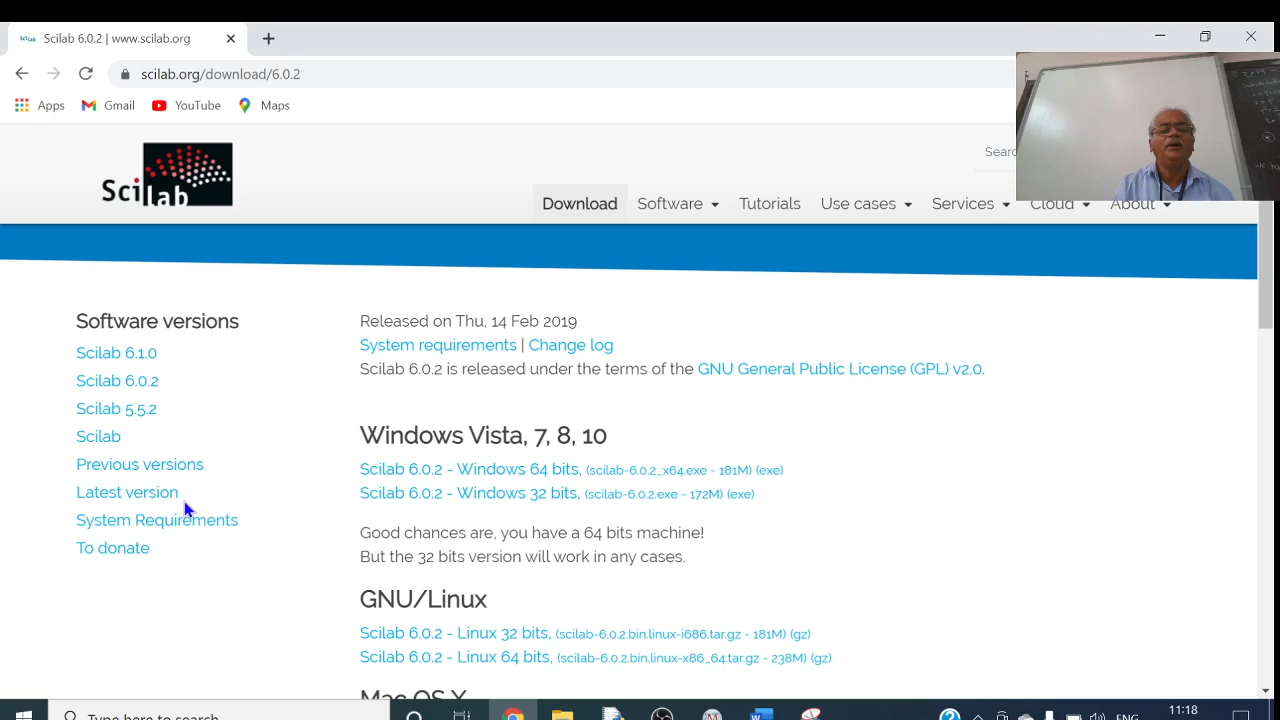 Scilab 6.0.2 | www.scilab.org
scilab.org/download/6.0.2
Apps Gmail YouTube Maps
Scilab
Searc
Download Software Tutorials Use cases Services Cloud About
Software versions
Scilab 6.1.0
Scilab 6.0.2
Scilab 5.5.2
Scilab
Previous versions
Latest version
System Requirements
To donate
Released on Thu, 14 Feb 2019
System requirements | Change log
Scilab 6.0.2 is released under the terms of the GNU General Public License (GPL) v2.0.
Windows Vista, 7, 8, 10
Scilab 6.0.2 - Windows 64 bits, (scilab-6.0.2_x64.exe - 181M) (exe)
Scilab 6.0.2 - Windows 32 bits, (scilab-6.0.2.exe - 172M) (exe)
Good chances are, you have a 64 bits machine!
But the 32 bits version will work in any cases.
GNU/Linux
Scilab 6.0.2 - Linux 32 bits, (scilab-6.0.2.bin.linux-i686.tar.gz - 181M) (gz)
Scilab 6.0.2 - Linux 64 bits, (scilab-6.0.2.bin.linux-x86_64.tar.gz - 238M) (gz)
Mac OS X
Type here to search
ENG
11:18